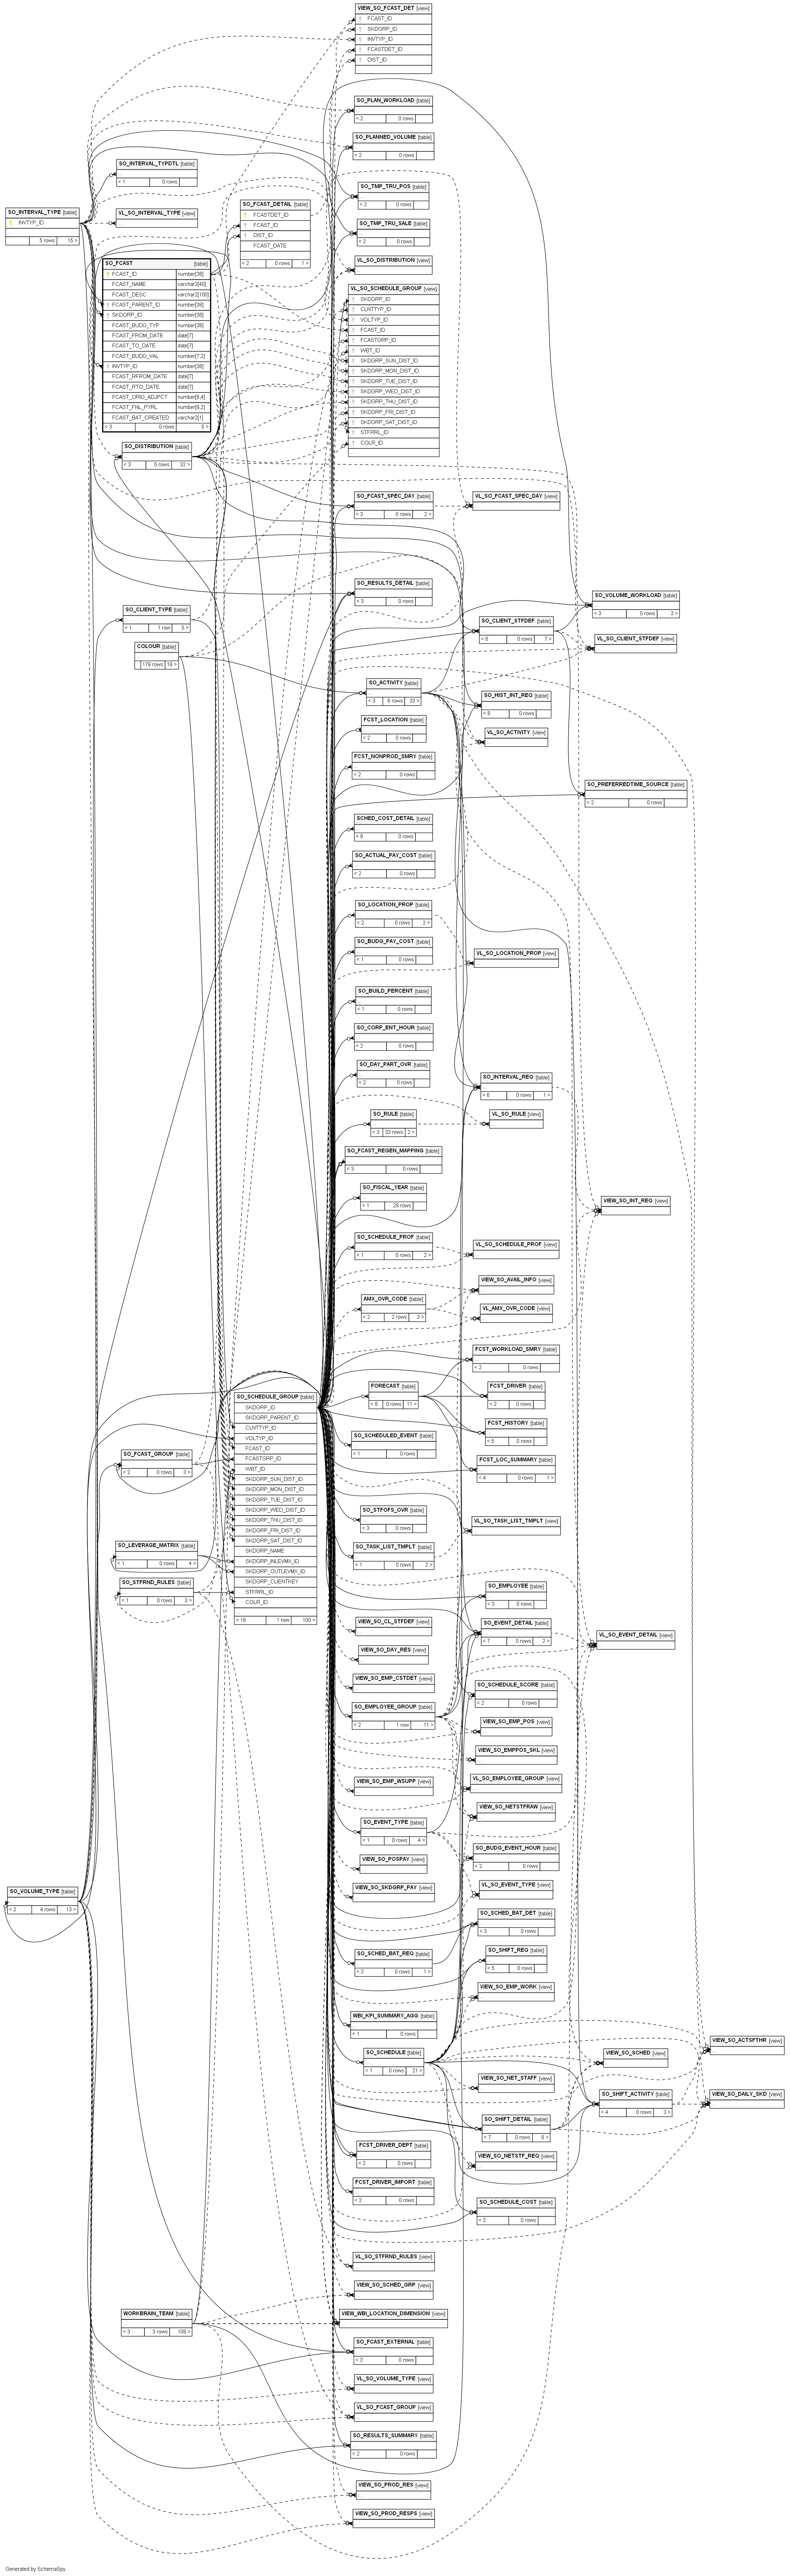 VIEW_SO_FCAST_DET [view]
FCAST_ID
SKDGRP_ID
INVTYP_ID
FCASTDET_ID
DIST_ID
...
SO_PLAN_WORKLOAD [table]
...
< 2 0 rows
SO_PLANNED_VOLUME [table]
...
< 2 0 rows
SO_INTERVAL_TYPDTL [table]
...
< 1 0 rows
SO_TMP_TRU_POS [table]
...
< 2 0 rows
SO_INTERVAL_TYPE [table]
INVTYP_ID
...
5 rows 15 >
VL_SO_INTERVAL_TYPE [view]
...
SO_FCAST_DETAIL [table]
FCASTDET_ID
FCAST_ID
DIST_ID
FCAST_DATE
...
< 2 0 rows 1 >
SO_TMP_TRU_SALE [table]
...
< 2 0 rows
VL_SO_DISTRIBUTION [view]
...
SO_FCAST [table]
FCAST_ID number[38]
FCAST_NAME varchar2[40]
FCAST_DESC varchar2[100]
FCAST_PARENT_ID number[38]
SKDGRP_ID number[38]
FCAST_BUDG_TYP number[38]
FCAST_FROM_DATE date[7]
FCAST_TO_DATE date[7]
FCAST_BUDG_VAL number[7,2]
INVTYP_ID number[38]
FCAST_RFROM_DATE date[7]
FCAST_RTO_DATE date[7]
FCAST_ORG_ADJPCT number[9,4]
FCAST_FNL_PYRL number[9,2]
FCAST_BAT_CREATED varchar2[1]
< 3 0 rows 5 >
VL_SO_SCHEDULE_GROUP [view]
SKDGRP_ID
CLNTTYP_ID
VOLTYP_ID
FCAST_ID
FCASTGRP_ID
WBT_ID
SKDGRP_SUN_DIST_ID
SKDGRP_MON_DIST_ID
SKDGRP_TUE_DIST_ID
SKDGRP_WED_DIST_ID
SKDGRP_THU_DIST_ID
SKDGRP_FRI_DIST_ID
SKDGRP_SAT_DIST_ID
STFRRL_ID
COLR_ID
...
SO_DISTRIBUTION [table]
...
< 3 5 rows 32 >
SO_FCAST_SPEC_DAY [table]
...
< 3 0 rows 2 >
VL_SO_FCAST_SPEC_DAY [view]
...
SO_RESULTS_DETAIL [table]
...
< 3 0 rows
SO_VOLUME_WORKLOAD [table]
...
< 3 0 rows 3 >
SO_CLIENT_TYPE [table]
...
< 1 1 row 5 >
SO_CLIENT_STFDEF [table]
...
< 6 0 rows 7 >
VL_SO_CLIENT_STFDEF [view]
...
COLOUR [table]
...
179 rows 18 >
SO_ACTIVITY [table]
...
< 3 8 rows 33 >
SO_HIST_INT_REQ [table]
...
< 6 0 rows
FCST_LOCATION [table]
...
< 2 0 rows
VL_SO_ACTIVITY [view]
...
FCST_NONPROD_SMRY [table]
...
< 2 0 rows
SO_PREFERREDTIME_SOURCE [table]
...
< 2 0 rows
SCHED_COST_DETAIL [table]
...
< 8 0 rows
SO_ACTUAL_PAY_COST [table]
...
< 2 0 rows
SO_LOCATION_PROP [table]
...
< 2 0 rows 2 >
SO_BUDG_PAY_COST [table]
...
< 1 0 rows
VL_SO_LOCATION_PROP [view]
...
SO_BUILD_PERCENT [table]
...
< 1 0 rows
SO_CORP_ENT_HOUR [table]
...
< 2 0 rows
SO_DAY_PART_OVR [table]
...
< 2 0 rows
SO_INTERVAL_REQ [table]
...
< 6 0 rows 1 >
SO_RULE [table]
...
< 3 33 rows 2 >
VL_SO_RULE [view]
...
SO_FCAST_REGEN_MAPPING [table]
...
< 3 0 rows
SO_FISCAL_YEAR [table]
...
< 1 29 rows
VIEW_SO_INT_REQ [view]
...
SO_SCHEDULE_PROF [table]
...
< 1 0 rows 2 >
VL_SO_SCHEDULE_PROF [view]
...
VIEW_SO_AVAIL_INFO [view]
...
AMX_OVR_CODE [table]
...
< 2 2 rows 3 >
VL_AMX_OVR_CODE [view]
...
FCST_WORKLOAD_SMRY [table]
...
< 2 0 rows
FORECAST [table]
...
< 8 0 rows 11 >
FCST_DRIVER [table]
...
< 2 0 rows
SO_SCHEDULE_GROUP [table]
SKDGRP_ID
SKDGRP_PARENT_ID
CLNTTYP_ID
VOLTYP_ID
FCAST_ID
FCASTGRP_ID
WBT_ID
SKDGRP_SUN_DIST_ID
SKDGRP_MON_DIST_ID
SKDGRP_TUE_DIST_ID
SKDGRP_WED_DIST_ID
SKDGRP_THU_DIST_ID
SKDGRP_FRI_DIST_ID
SKDGRP_SAT_DIST_ID
SKDGRP_NAME
SKDGRP_INLEVMX_ID
SKDGRP_OUTLEVMX_ID
SKDGRP_CLIENTKEY
STFRRL_ID
COLR_ID
...
< 16 1 row 100 >
FCST_HISTORY [table]
...
< 5 0 rows
SO_SCHEDULED_EVENT [table]
...
< 1 0 rows
SO_FCAST_GROUP [table]
...
< 2 0 rows 3 >
FCST_LOC_SUMMARY [table]
...
< 4 0 rows 1 >
SO_STFOFS_OVR [table]
...
< 3 0 rows
VL_SO_TASK_LIST_TMPLT [view]
...
SO_LEVERAGE_MATRIX [table]
...
< 1 0 rows 4 >
SO_TASK_LIST_TMPLT [table]
...
< 1 0 rows 2 >
SO_STFRND_RULES [table]
...
< 1 0 rows 3 >
SO_EMPLOYEE [table]
...
< 3 0 rows
VIEW_SO_CL_STFDEF [view]
...
SO_EVENT_DETAIL [table]
...
< 7 0 rows 2 >
VL_SO_EVENT_DETAIL [view]
...
VIEW_SO_DAY_RES [view]
...
VIEW_SO_EMP_CSTDET [view]
...
SO_SCHEDULE_SCORE [table]
...
< 2 0 rows
SO_EMPLOYEE_GROUP [table]
...
< 2 1 row 11 >
VIEW_SO_EMP_POS [view]
...
VIEW_SO_EMPPOS_SKL [view]
...
VIEW_SO_EMP_WSUPP [view]
...
VL_SO_EMPLOYEE_GROUP [view]
...
VIEW_SO_NETSTFRAW [view]
...
SO_EVENT_TYPE [table]
...
< 1 0 rows 4 >
SO_BUDG_EVENT_HOUR [table]
...
< 2 0 rows
VIEW_SO_POSPAY [view]
...
VIEW_SO_SKDGRP_PAY [view]
...
VL_SO_EVENT_TYPE [view]
...
SO_VOLUME_TYPE [table]
...
< 2 4 rows 13 >
SO_SCHED_BAT_DET [table]
...
< 3 0 rows
SO_SCHED_BAT_REQ [table]
...
< 2 0 rows 1 >
SO_SHIFT_REQ [table]
...
< 5 0 rows
VIEW_SO_EMP_WORK [view]
...
WBI_KPI_SUMMARY_AGG [table]
...
< 1 0 rows
SO_SCHEDULE [table]
...
< 1 0 rows 21 >
VIEW_SO_SCHED [view]
...
VIEW_SO_ACTSFTHR [view]
...
VIEW_SO_NET_STAFF [view]
...
SO_SHIFT_ACTIVITY [table]
...
< 4 0 rows 3 >
VIEW_SO_DAILY_SKD [view]
...
SO_SHIFT_DETAIL [table]
...
< 7 0 rows 6 >
FCST_DRIVER_DEPT [table]
...
< 2 0 rows
VIEW_SO_NETSTF_REQ [view]
...
FCST_DRIVER_IMPORT [table]
...
< 2 0 rows
SO_SCHEDULE_COST [table]
...
< 2 0 rows
VL_SO_STFRND_RULES [view]
...
VIEW_SO_SCHED_GRP [view]
...
WORKBRAIN_TEAM [table]
...
< 3 3 rows 109 >
VIEW_WBI_LOCATION_DIMENSION [view]
...
SO_FCAST_EXTERNAL [table]
...
< 3 0 rows
VL_SO_VOLUME_TYPE [view]
...
VL_SO_FCAST_GROUP [view]
...
SO_RESULTS_SUMMARY [table]
...
< 2 0 rows
VIEW_SO_PROD_RES [view]
...
VIEW_SO_PROD_RESPS [view]
...
Generated by SchemaSpy